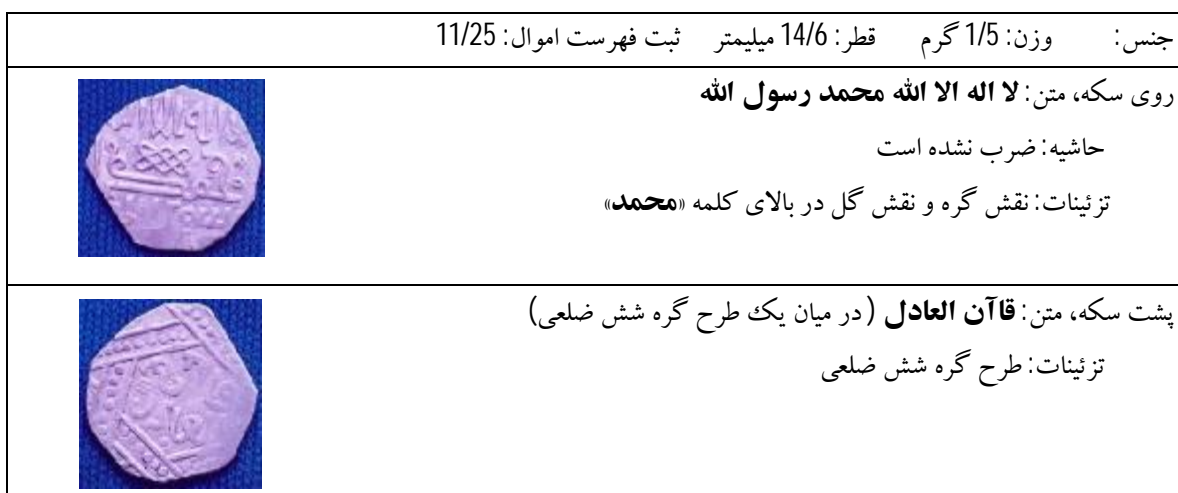 جنس: وزن: 1/5 گرم قطر: 14/6 میلیمتر ثبت فهرست اموال: 11/25
روی سکه، متن: لا اله الا الله محمد رسول الله
حاشیه: ضرب نشده است
تزئینات: نقش گره و نقش گل در بالای کلمه «محمد»
پشت سکه، متن: قاآن العادل (در میان یک طرح گره شش ضلعی)
تزئینات: طرح گره شش ضلعی